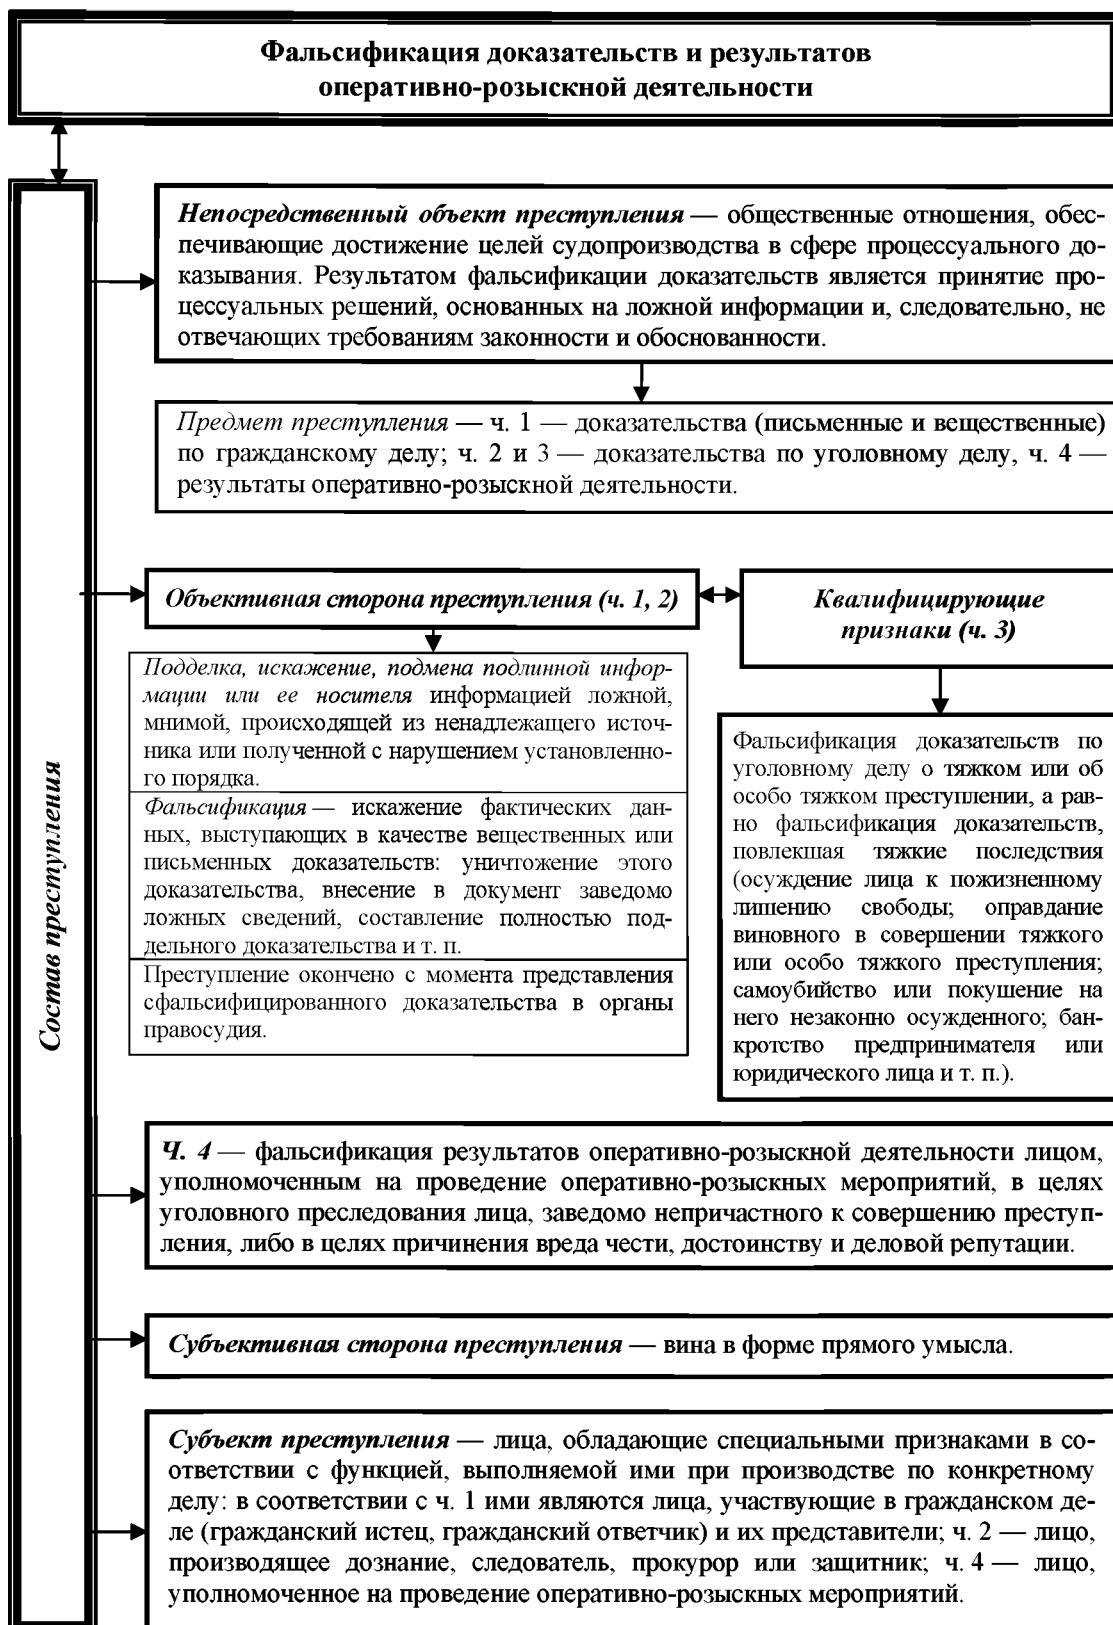 Фальсификация доказательств и результатов
оперативно-розыскной деятельности
Состав преступления
Непосредственный объект преступления — общественные отношения, обес-
печивающие достижение целей судопроизводства в сфере процессуального до-
казывания. Результатом фальсификации доказательств является принятие про-
цессуальных решений, основанных на ложной информации и, следовательно, не
отвечающих требованиям законности и обоснованности.
Предмет преступления — ч. 1 — доказательства (письменные и вещественные)
по гражданскому делу; ч. 2 и 3 — доказательства по уголовному делу, ч. 4 —
результаты оперативно-розыскной деятельности.
Объективная сторона преступления (ч. 1, 2)
Подделка, искажение, подмена подлинной инфор-
мации или ее носителя информацией ложной,
мнимой, происходящей из ненадлежащего источ-
ника или полученной с нарушением установленно-
го порядка.
Фальсификация — искажение фактических дан-
ных, выступающих в качестве вещественных или
письменных доказательств: уничтожение этого
доказательства, внесение в документ заведомо
ложных сведений, составление полностью под-
дельного доказательства и т. п.
Преступление окончено с момента представления
сфальсифицированного доказательства в органы
правосудия.
Квалифицирующие
признаки (ч. 3)
Фальсификация доказательств по
уголовному делу о тяжком или об
особо тяжком преступлении, а рав-
но фальсификация доказательств,
повлекшая тяжкие последствия
(осуждение лица к пожизненному
лишению свободы; оправдание
виновного в совершении тяжкого
или особо тяжкого преступления;
самоубийство или покушение на
него незаконно осужденного; бан-
кротство предпринимателя или
юридического лица и т. п.).
Ч. 4 — фальсификация результатов оперативно-розыскной деятельности лицом,
уполномоченным на проведение оперативно-розыскных мероприятий, в целях
уголовного преследования лица, заведомо непричастного к совершению преступ-
ления, либо в целях причинения вреда чести, достоинству и деловой репутации.
Субъективная сторона преступления — вина в форме прямого умысла.
Субъект преступления — лица, обладающие специальными признаками в со-
ответствии с функцией, выполняемой ими при производстве по конкретному
делу: в соответствии с ч. 1 ими являются лица, участвующие в гражданском де-
ле (гражданский истец, гражданский ответчик) и их представители; ч. 2 — лицо,
производящее дознание, следователь, прокурор или защитник; ч. 4 — лицо,
уполномоченное на проведение оперативно-розыскных мероприятий.